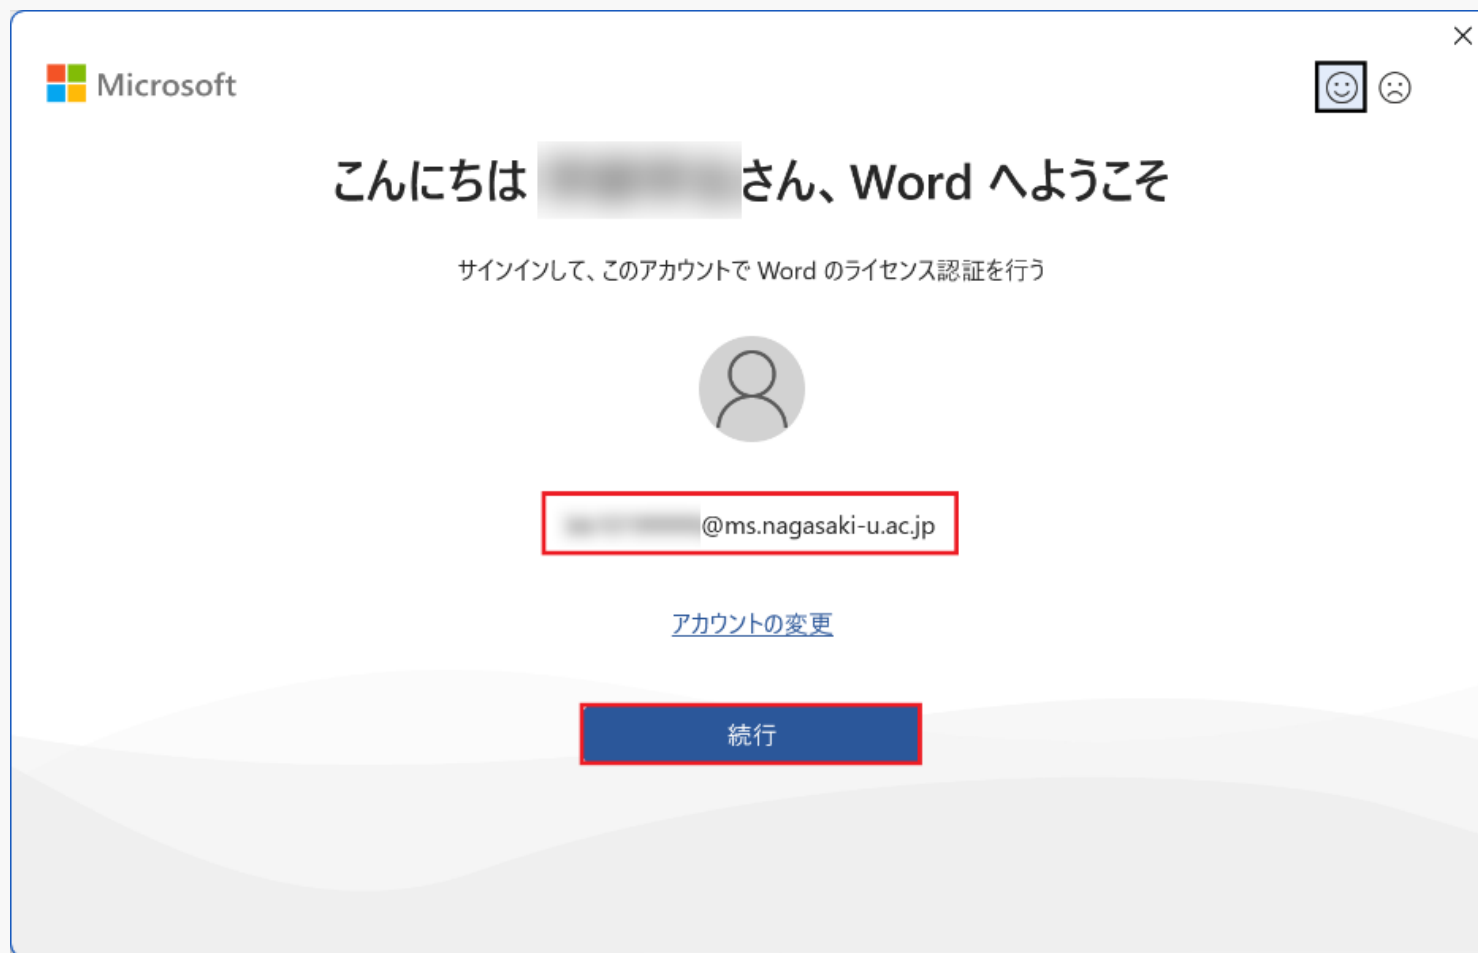 Microsoft
こんにちは さん、Word へようこそ
サインインして、このアカウントで Word のライセンス認証を行う
@ms.nagasaki-u.ac.jp
アカウントの変更
続行